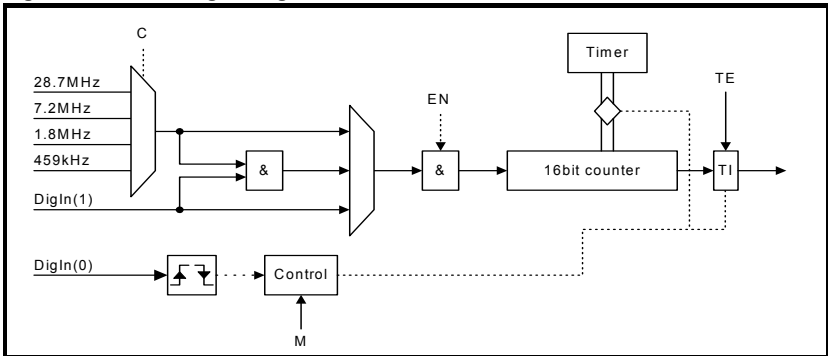 C
Timer
28.7MHz
TE
7.2MHz
EN
1.8MHz
459kHz
&
&
16bit counter
TI
DigIn(1)
DigIn(0)
Control
M